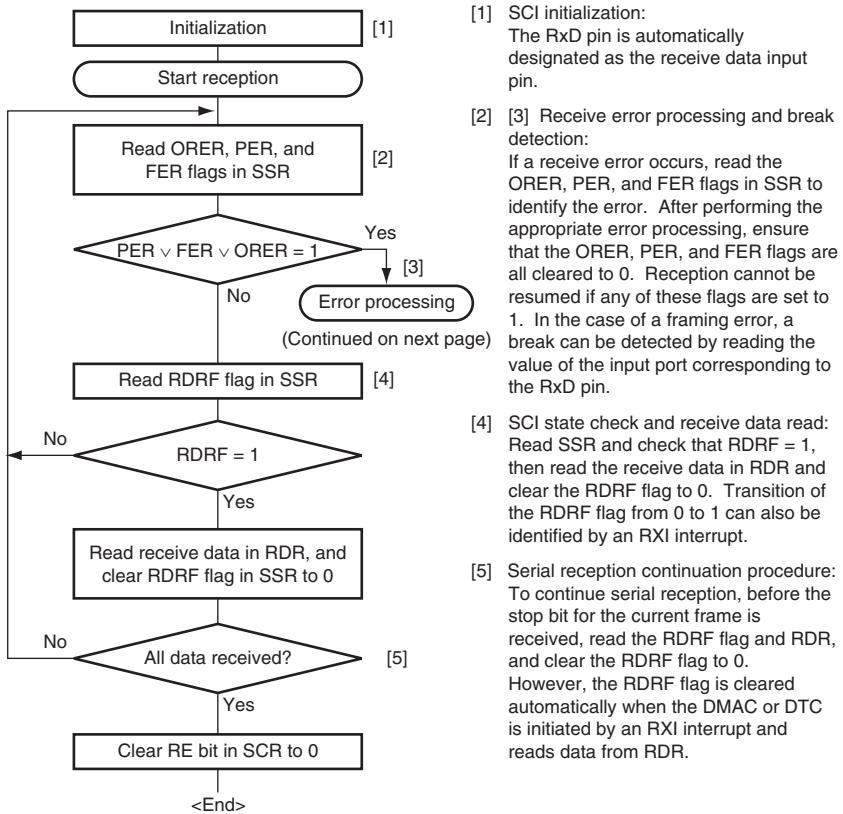 Initialization [1]
Start reception
Read ORER, PER, and
FER flags in SSR
[2]
PER ∨ FER ∨ ORER = 1
Yes
[3]
No
Error processing
(Continued on next page)
Read RDRF flag in SSR [4]
No
RDRF = 1
Yes
Read receive data in RDR, and
clear RDRF flag in SSR to 0
No
All data received? [5]
Yes
Clear RE bit in SCR to 0
<End>
[1] SCI initialization:
The RxD pin is automatically
designated as the receive data input
pin.
[2] [3] Receive error processing and break
detection:
If a receive error occurs, read the
ORER, PER, and FER flags in SSR to
identify the error. After performing the
appropriate error processing, ensure
that the ORER, PER, and FER flags are
all cleared to 0. Reception cannot be
resumed if any of these flags are set to
1. In the case of a framing error, a
break can be detected by reading the
value of the input port corresponding to
the RxD pin.
[4] SCI state check and receive data read:
Read SSR and check that RDRF = 1,
then read the receive data in RDR and
clear the RDRF flag to 0. Transition of
the RDRF flag from 0 to 1 can also be
identified by an RXI interrupt.
[5] Serial reception continuation procedure:
To continue serial reception, before the
stop bit for the current frame is
received, read the RDRF flag and RDR,
and clear the RDRF flag to 0.
However, the RDRF flag is cleared
automatically when the DMAC or DTC
is initiated by an RXI interrupt and
reads data from RDR.